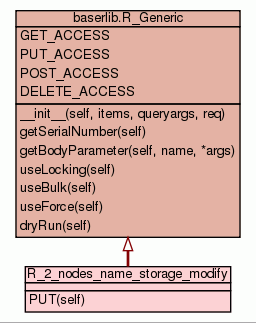 baserlib.R_Generic
GET_ACCESS
PUT_ACCESS
POST_ACCESS
DELETE_ACCESS
__init__(self, items, queryargs, req)
getSerialNumber(self)
getBodyParameter(self, name, *args)
useLocking(self)
useBulk(self)
useForce(self)
dryRun(self)
R_2_nodes_name_storage_modify
PUT(self)